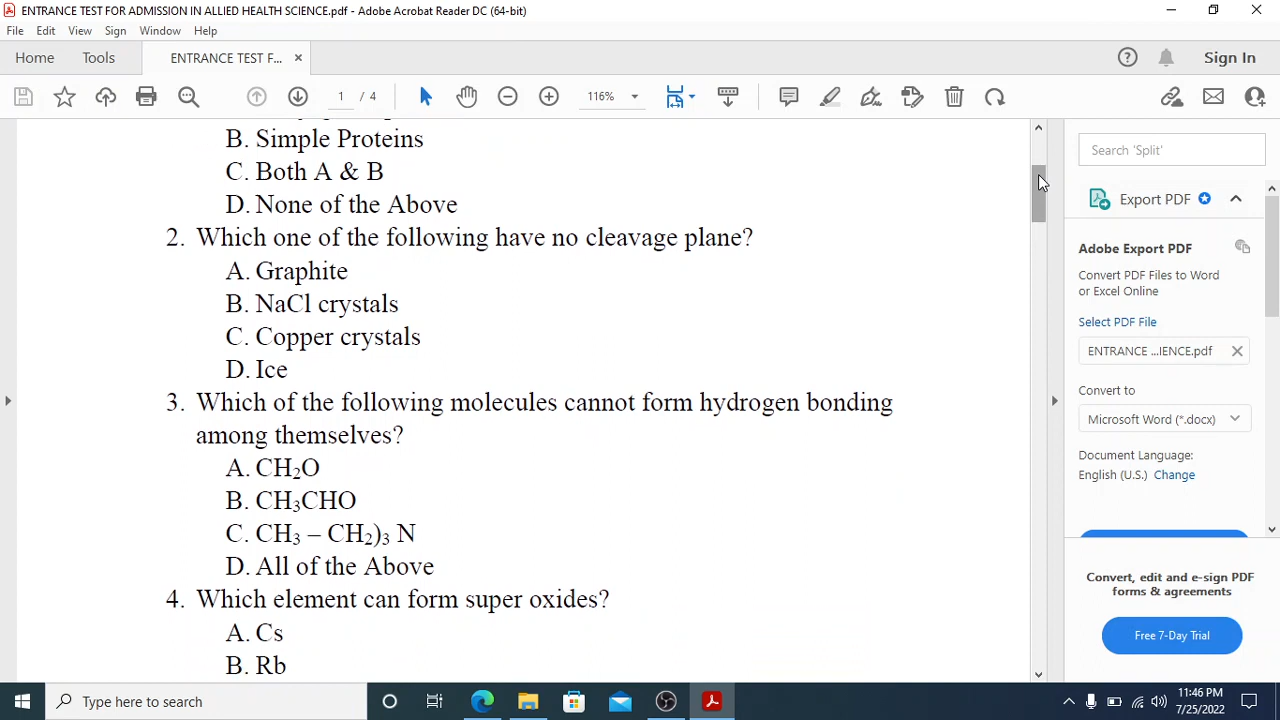 ENTRANCE TEST FOR ADMISSION IN ALLIED HEALTH SCIENCE.pdf - Adobe Acrobat Reader DC (64-bit)
File Edit View Sign Window Help
Home Tools ENTRANCE TEST F... × Sign In
1 / 4 116%
B. Simple Proteins
C. Both A & B
D. None of the Above
2. Which one of the following have no cleavage plane?
A. Graphite
B. NaCl crystals
C. Copper crystals
D. Ice
3. Which of the following molecules cannot form hydrogen bonding
among themselves?
A. CH₂O
B. CH₃CHO
C. CH₃ – CH₂)₃ N
D. All of the Above
4. Which element can form super oxides?
A. Cs
B. Rb
Search 'Split'
Export PDF
Adobe Export PDF
Convert PDF Files to Word
or Excel Online
Select PDF File
ENTRANCE ...IENCE.pdf
Convert to
Microsoft Word (*.docx)
Document Language:
English (U.S.) Change
Convert, edit and e-sign PDF
forms & agreements
Free 7-Day Trial
Type here to search
11:46 PM
7/25/2022